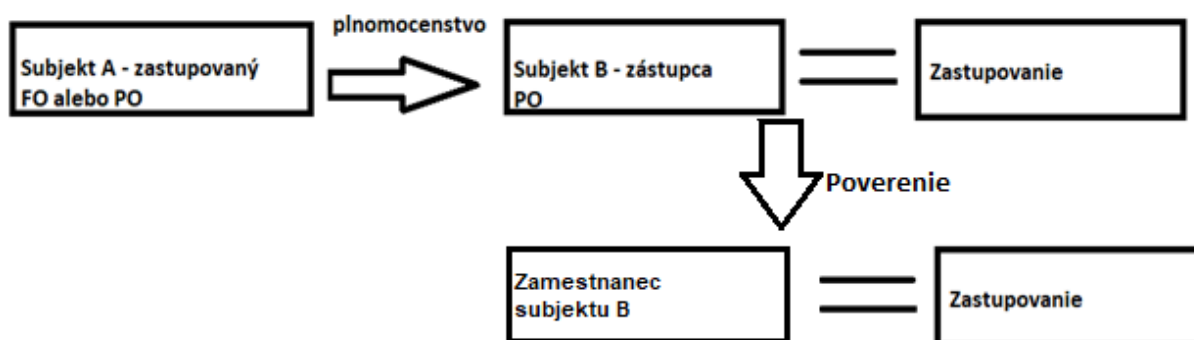 plnomocenstvo
Subjekt A - zastupovaný
FO alebo PO
Subjekt B - zástupca
PO
Zastupovanie
Poverenie
Zamestnanec
subjektu B
Zastupovanie